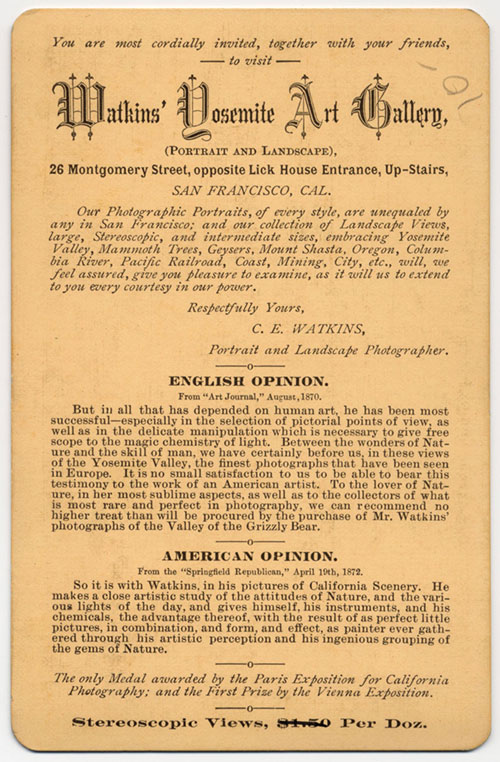 You are most cordially invited, together with your friends,
to visit
Watkins' Yosemite Art Gallery,
(PORTRAIT AND LANDSCAPE),
26 Montgomery Street, opposite Lick House Entrance, Up-Stairs,
SAN FRANCISCO, CAL.
Our Photographic Portraits, of every style, are unequaled by
any in San Francisco; and our collection of Landscape Views,
large, Stereoscopic, and intermediate sizes, embracing Yosemite
Valley, Mammoth Trees, Geysers, Mount Shasta, Oregon, Colum-
bia River, Pacific Railroad, Coast, Mining, City, etc., will, we
feel assured, give you pleasure to examine, as it will us to extend
to you every courtesy in our power.
Respectfully Yours,
C. E. WATKINS,
Portrait and Landscape Photographer.
ENGLISH OPINION.
From "Art Journal," August, 1870.
But in all that has depended on human art, he has been most
successful—especially in the selection of pictorial points of view, as
well as in the delicate manipulation which is necessary to give free
scope to the magic chemistry of light. Between the wonders of Nat-
ure and the skill of man, we have certainly before us, in these views
of the Yosemite Valley, the finest photographs that have been seen
in Europe. It is no small satisfaction to us to be able to bear this
testimony to the work of an American artist. To the lover of Nat-
ure, in her most sublime aspects, as well as to the collectors of what
is most rare and perfect in photography, we can recommend no
higher treat than will be procured by the purchase of Mr. Watkins'
photographs of the Valley of the Grizzly Bear.
AMERICAN OPINION.
From the "Springfield Republican," April 19th, 1872.
So it is with Watkins, in his pictures of California Scenery. He
makes a close artistic study of the attitudes of Nature, and the vari-
ous lights of the day, and gives himself, his instruments, and his
chemicals, the advantage thereof, with the result of as perfect little
pictures, in combination, and form, and effect, as painter ever gath-
ered through his artistic perception and his ingenious grouping of
the gems of Nature.
The only Medal awarded by the Paris Exposition for California
Photography; and the First Prize by the Vienna Exposition.
Stereoscopic Views, $1.50 Per Doz.